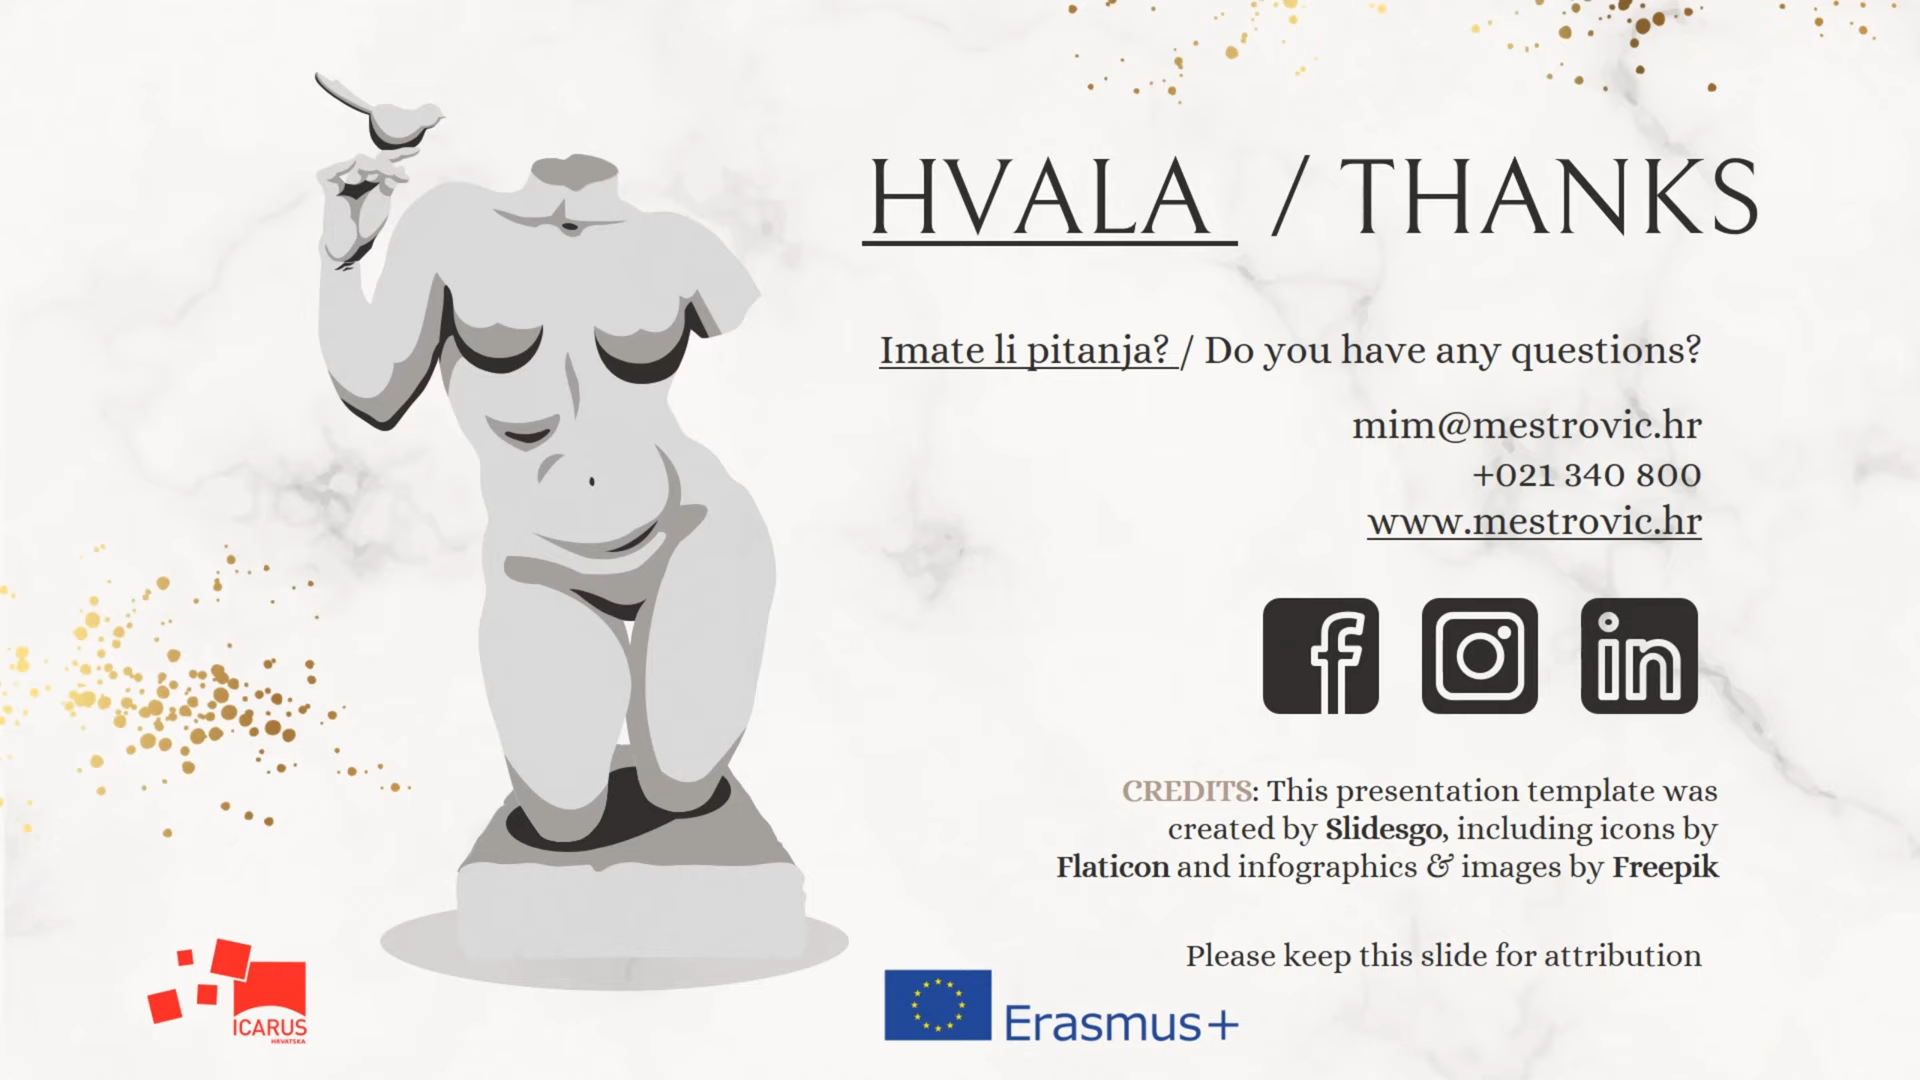 HVALA / THANKS
Imate li pitanja? / Do you have any questions?
mim@mestrovic.hr
+021 340 800
www.mestrovic.hr
CREDITS: This presentation template was
created by Slidesgo, including icons by
Flaticon and infographics & images by Freepik
Please keep this slide for attribution
ICARUS
HRVATSKA
Erasmus+